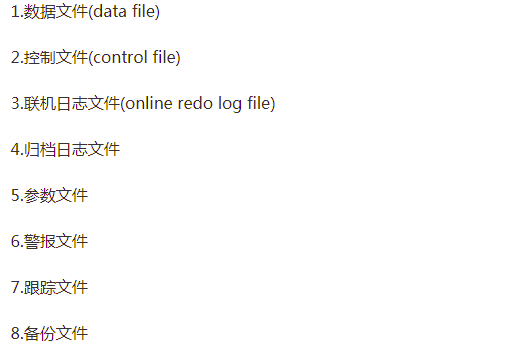 1.数据文件(data file)
2.控制文件(control file)
3.联机日志文件(online redo log file)
4.归档日志文件
5.参数文件
6.警报文件
7.跟踪文件
8.备份文件